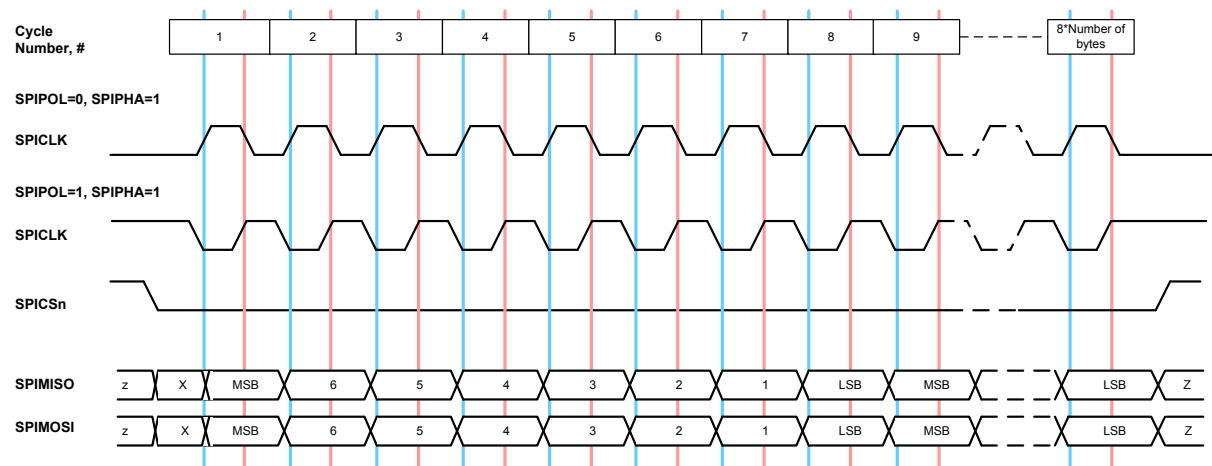 Cycle
Number, #
1 2 3 4 5 6 7 8 9 8*Number of
bytes
SPIPOL=0, SPIPHA=1
SPICLK
SPIPOL=1, SPIPHA=1
SPICLK
SPICSn
SPIMISO z X MSB 6 5 4 3 2 1 LSB MSB LSB Z
SPIMOSI z X MSB 6 5 4 3 2 1 LSB MSB LSB Z